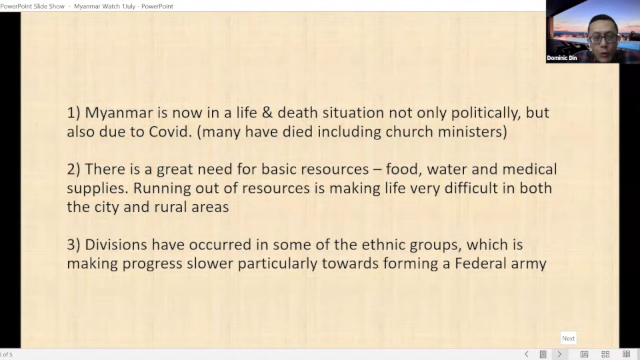 PowerPoint Slide Show - Myanmar Watch 1July - PowerPoint
Dominic Din
1) Myanmar is now in a life & death situation not only politically, but
also due to Covid. (many have died including church ministers)
2) There is a great need for basic resources – food, water and medical
supplies. Running out of resources is making life very difficult in both
the city and rural areas
3) Divisions have occurred in some of the ethnic groups, which is
making progress slower particularly towards forming a Federal army
Next
of 5